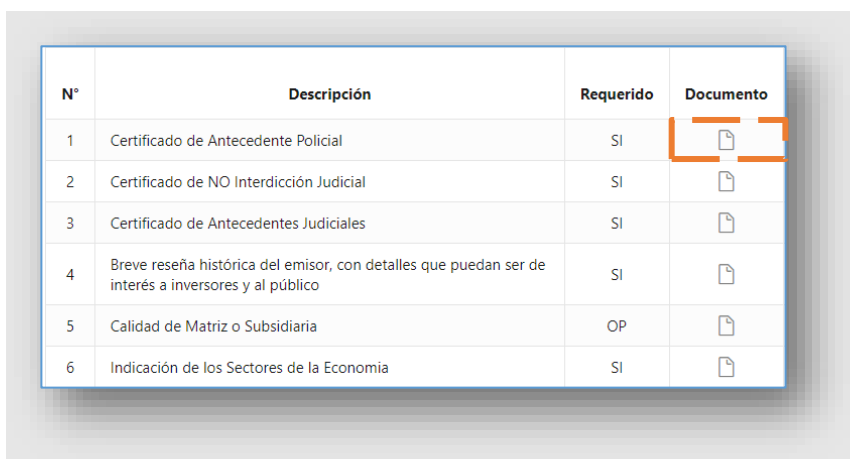 N° Descripción Requerido Documento
1 Certificado de Antecedente Policial SI
2 Certificado de NO Interdicción Judicial SI
3 Certificado de Antecedentes Judiciales SI
4 Breve reseña histórica del emisor, con detalles que puedan ser de
interés a inversores y al público SI
5 Calidad de Matriz o Subsidiaria OP
6 Indicación de los Sectores de la Economia SI